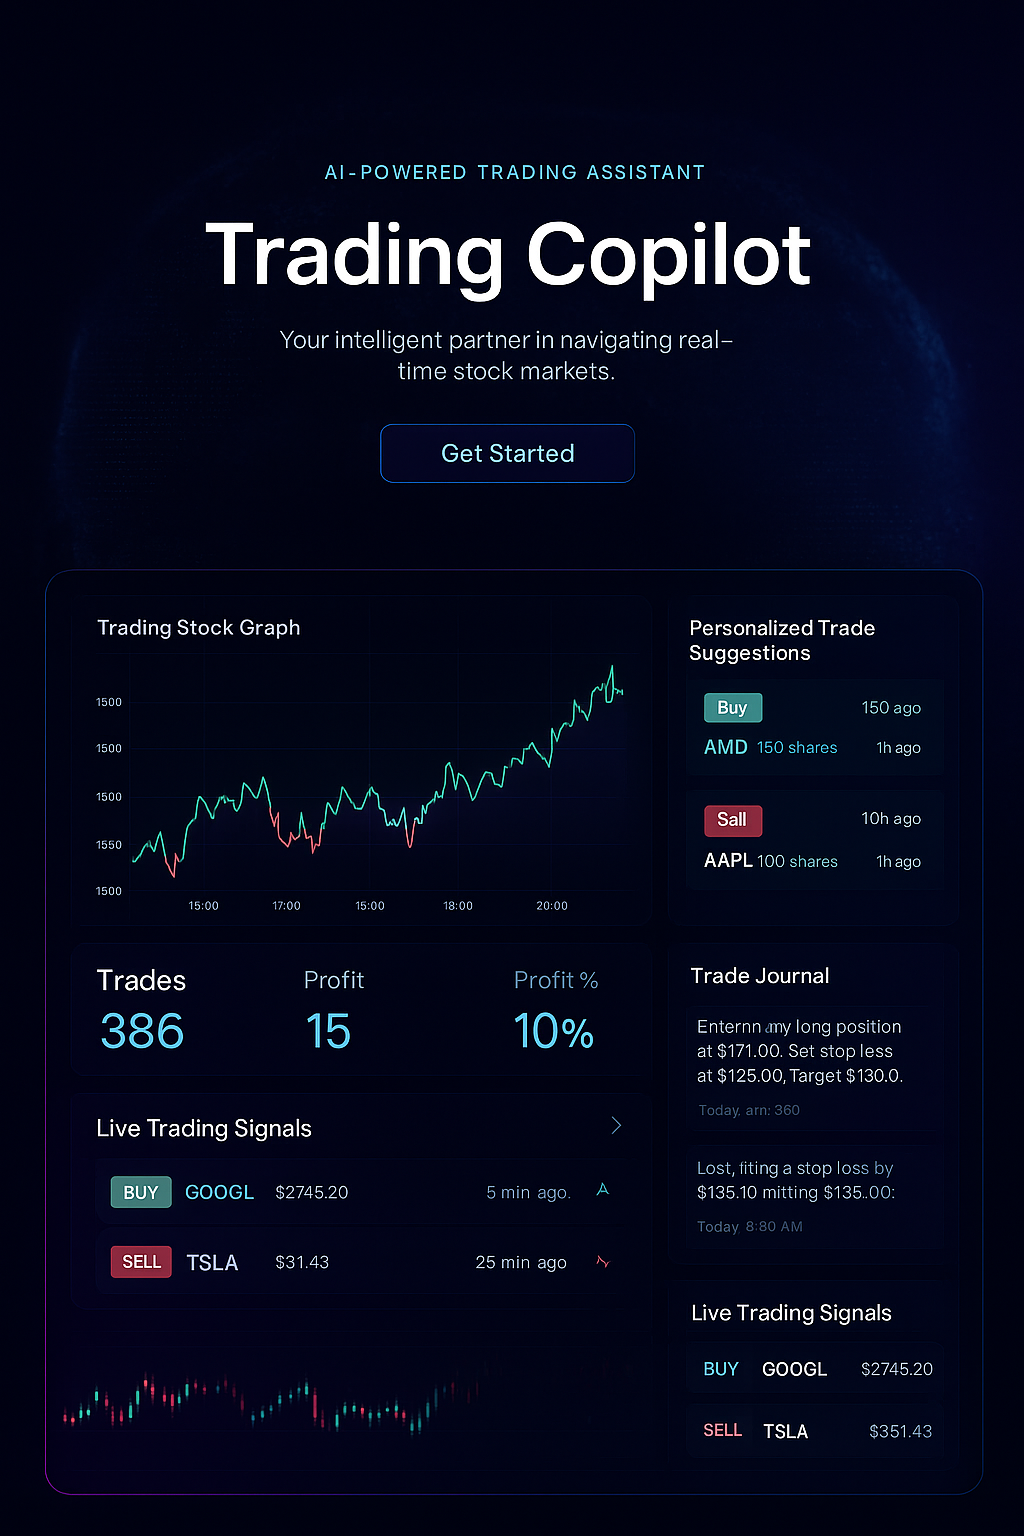 AI-POWERED TRADING ASSISTANT
Trading Copilot
Your intelligent partner in navigating real–
time stock markets.
Get Started
Trading Stock Graph
1500
1500
1500
1550
1500
15:00 17:00 15:00 18:00 20:00
Personalized Trade
Suggestions
Buy 150 ago
AMD 150 shares 1h ago
Sall 10h ago
AAPL 100 shares 1h ago
Trades Profit Profit %
386 15 10%
Live Trading Signals
BUY GOOGL $2745.20 5 min ago.
SELL TSLA $31.43 25 min ago
Trade Journal
Enternn any long position
at $171.00. Set stop less
at $125.00, Target $130.0.
Today, arn: 360
Lost, fiting a stop loss by
$135.10 mitting $135..00:
Today, 8:80 AM
Live Trading Signals
BUY GOOGL $2745.20
SELL TSLA $351.43